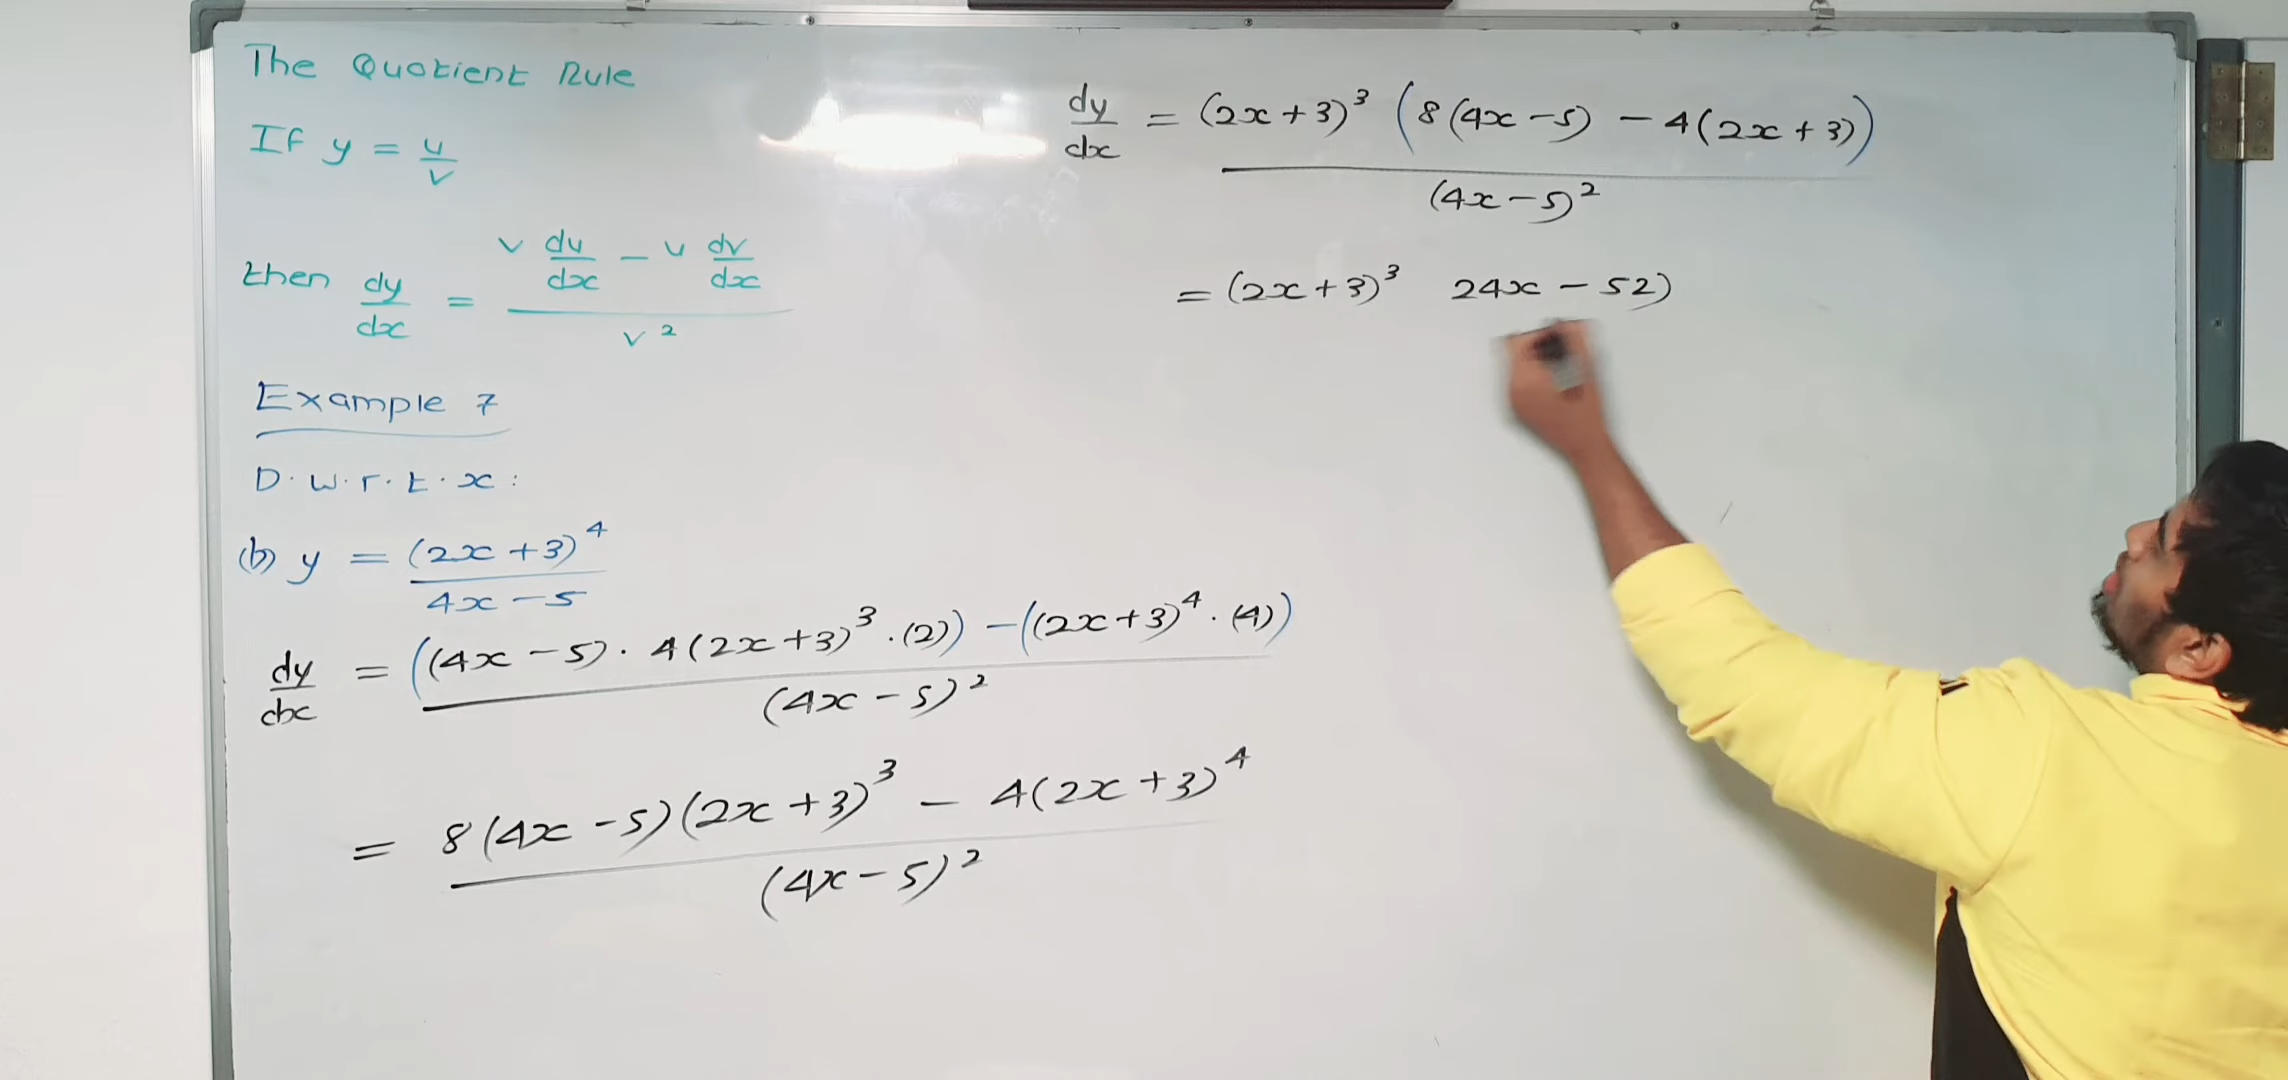 The Quotient Rule
If y = u/v
then dy/dx = (v du/dx - u dv/dx) / v²
Example 7
D.w.r.t.x:
(b) y = (2x+3)⁴ / 4x-5
dy/dx = ((4x-5).4(2x+3)³.(2)) - ((2x+3)⁴.(4)) / (4x-5)²
= 8(4x-5)(2x+3)³ - 4(2x+3)⁴ / (4x-5)²
dy/dx = (2x+3)³ (8(4x-5) - 4(2x+3)) / (4x-5)²
= (2x+3)³ 24x - 52)